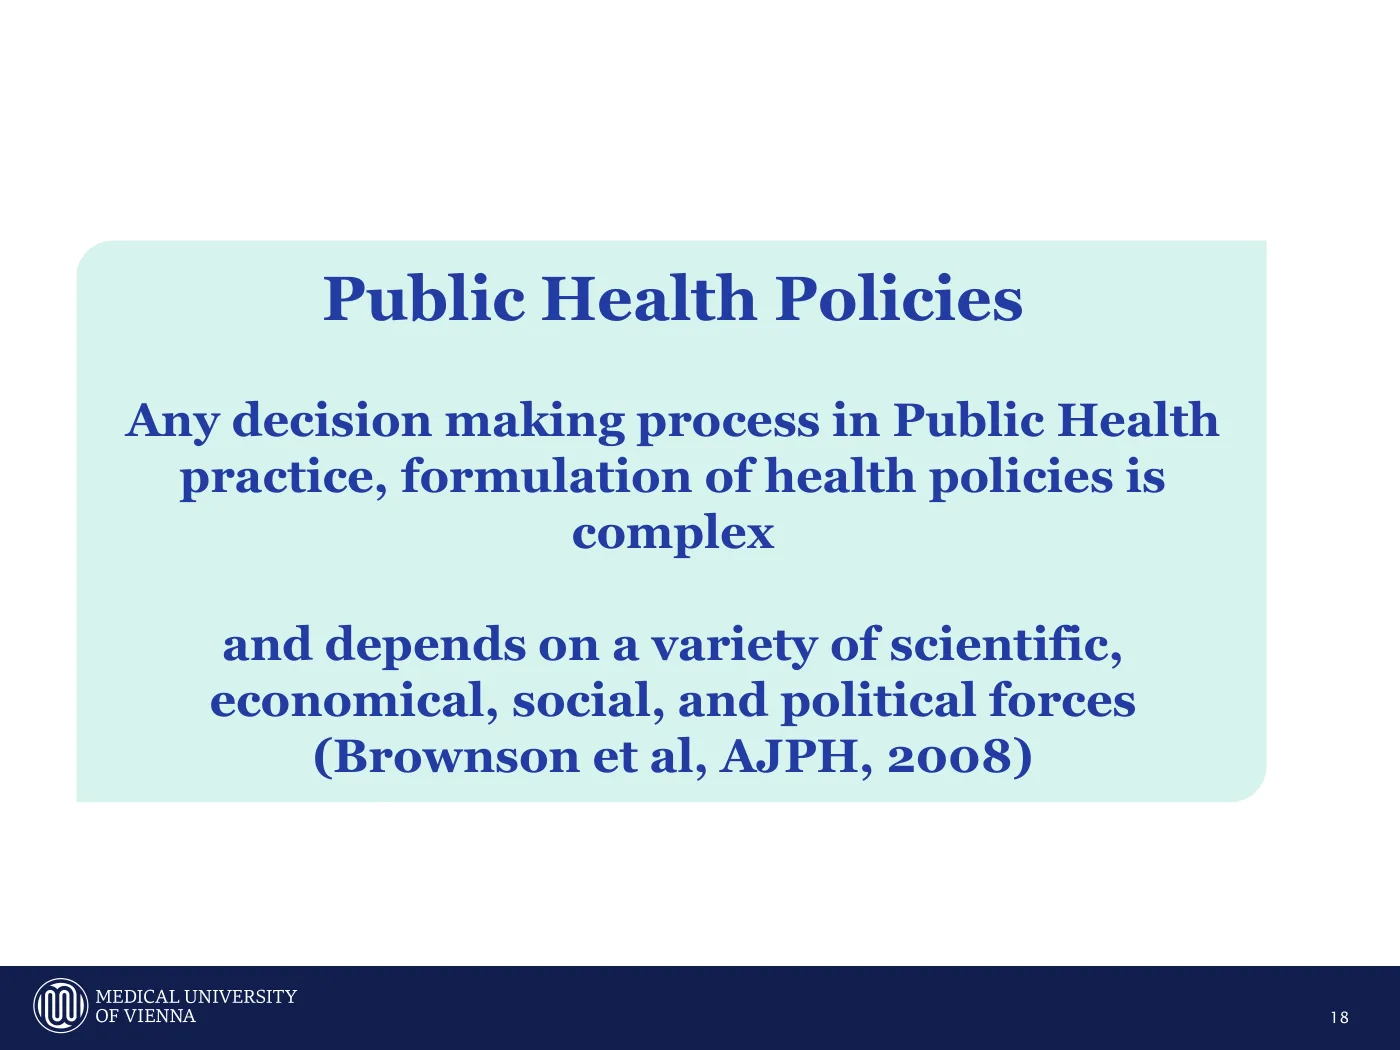 Public Health Policies
Any decision making process in Public Health
practice, formulation of health policies is
complex
and depends on a variety of scientific,
economical, social, and political forces
(Brownson et al, AJPH, 2008)
MEDICAL UNIVERSITY
OF VIENNA
18